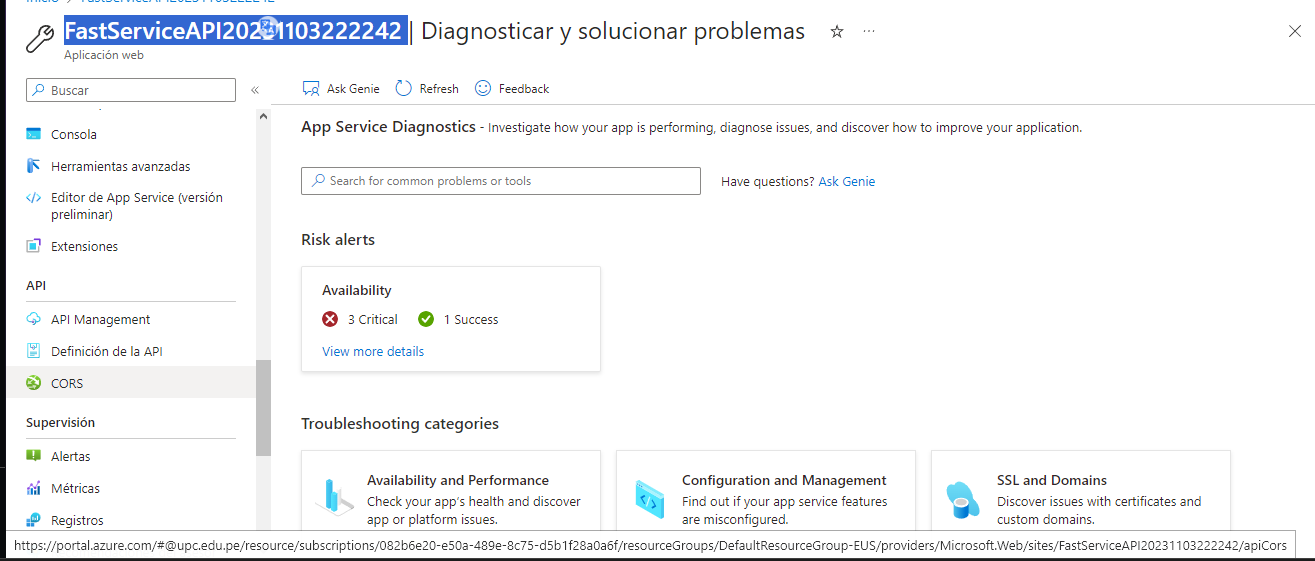 Inicio > FastServiceAPI20231103222242
FastServiceAPI20231103222242 | Diagnosticar y solucionar problemas
Aplicación web
Buscar
Ask Genie Refresh Feedback
Consola
Herramientas avanzadas
Editor de App Service (versión
preliminar)
Extensiones
API
API Management
Definición de la API
CORS
Supervisión
Alertas
Métricas
Registros
App Service Diagnostics - Investigate how your app is performing, diagnose issues, and discover how to improve your application.
Search for common problems or tools
Have questions? Ask Genie
Risk alerts
Availability
3 Critical 1 Success
View more details
Troubleshooting categories
Availability and Performance
Check your app's health and discover
app or platform issues.
Configuration and Management
Find out if your app service features
are misconfigured.
SSL and Domains
Discover issues with certificates and
custom domains.
https://portal.azure.com/#@upc.edu.pe/resource/subscriptions/082b6e20-e50a-489e-8c75-d5b1f28a0a6f/resourceGroups/DefaultResourceGroup-EUS/providers/Microsoft.Web/sites/FastServiceAPI20231103222242/apiCors